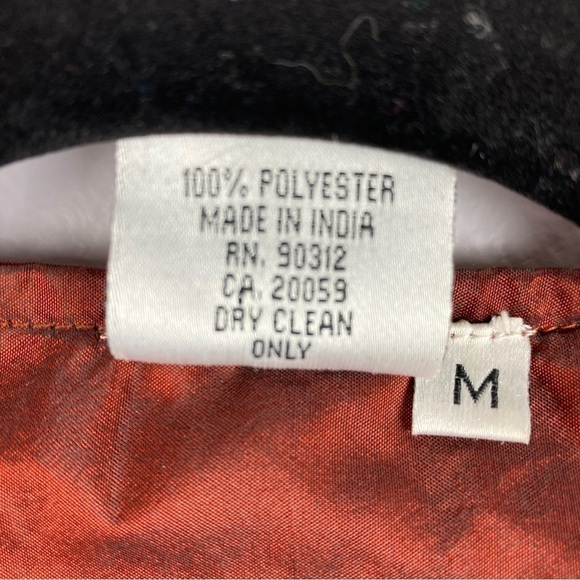 100% POLYESTER
MADE IN INDIA
RN. 90312
CA. 20059
DRY CLEAN
ONLY
M